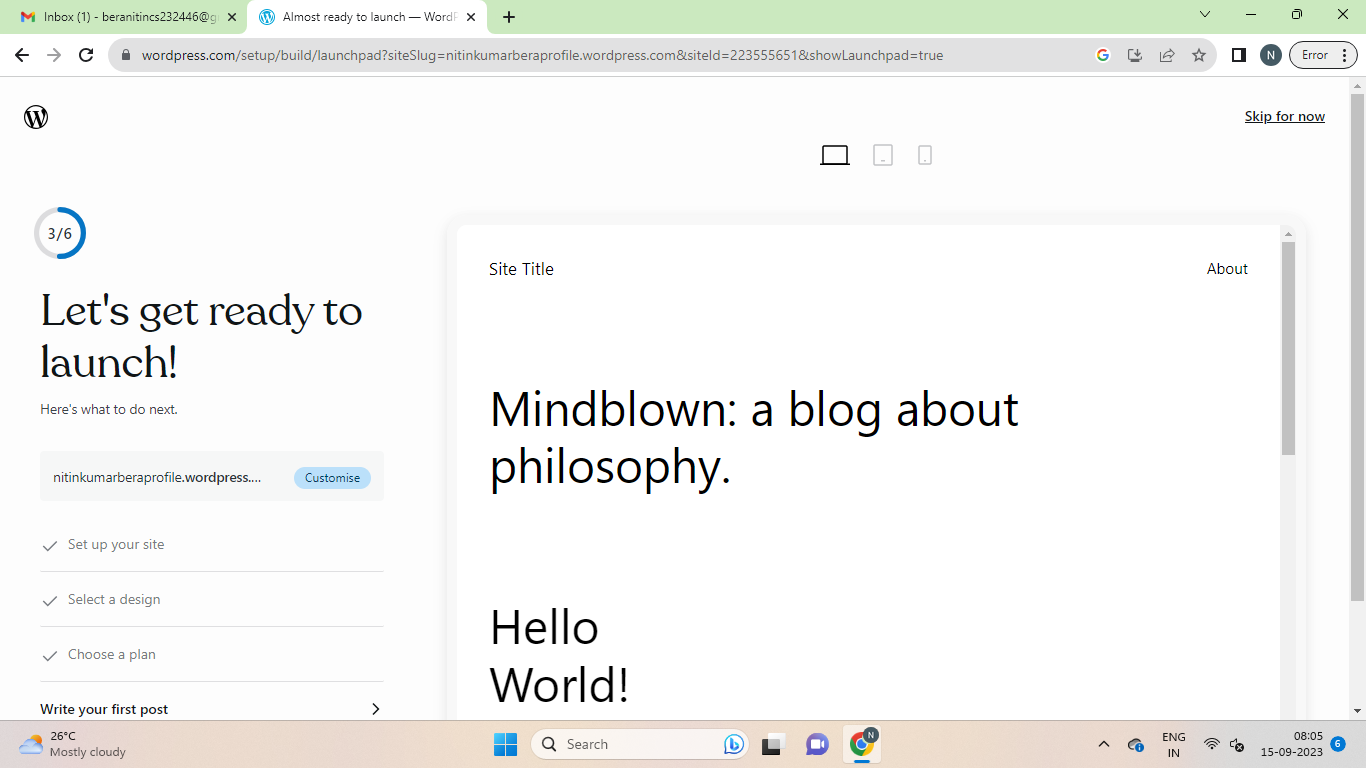 Inbox (1) - beranitincs232446@g
Almost ready to launch — WordP
wordpress.com/setup/build/launchpad?siteSlug=nitinkumarberaprofile.wordpress.com&siteId=223555651&showLaunchpad=true
N
Error
Skip for now
3/6
Let's get ready to
launch!
Here's what to do next.
nitinkumarberaprofile.wordpress.... Customise
Set up your site
Select a design
Choose a plan
Write your first post
Site Title
About
Mindblown: a blog about
philosophy.
Hello
World!
26°C
Mostly cloudy
Search
N
ENG
IN
08:05
15-09-2023
6